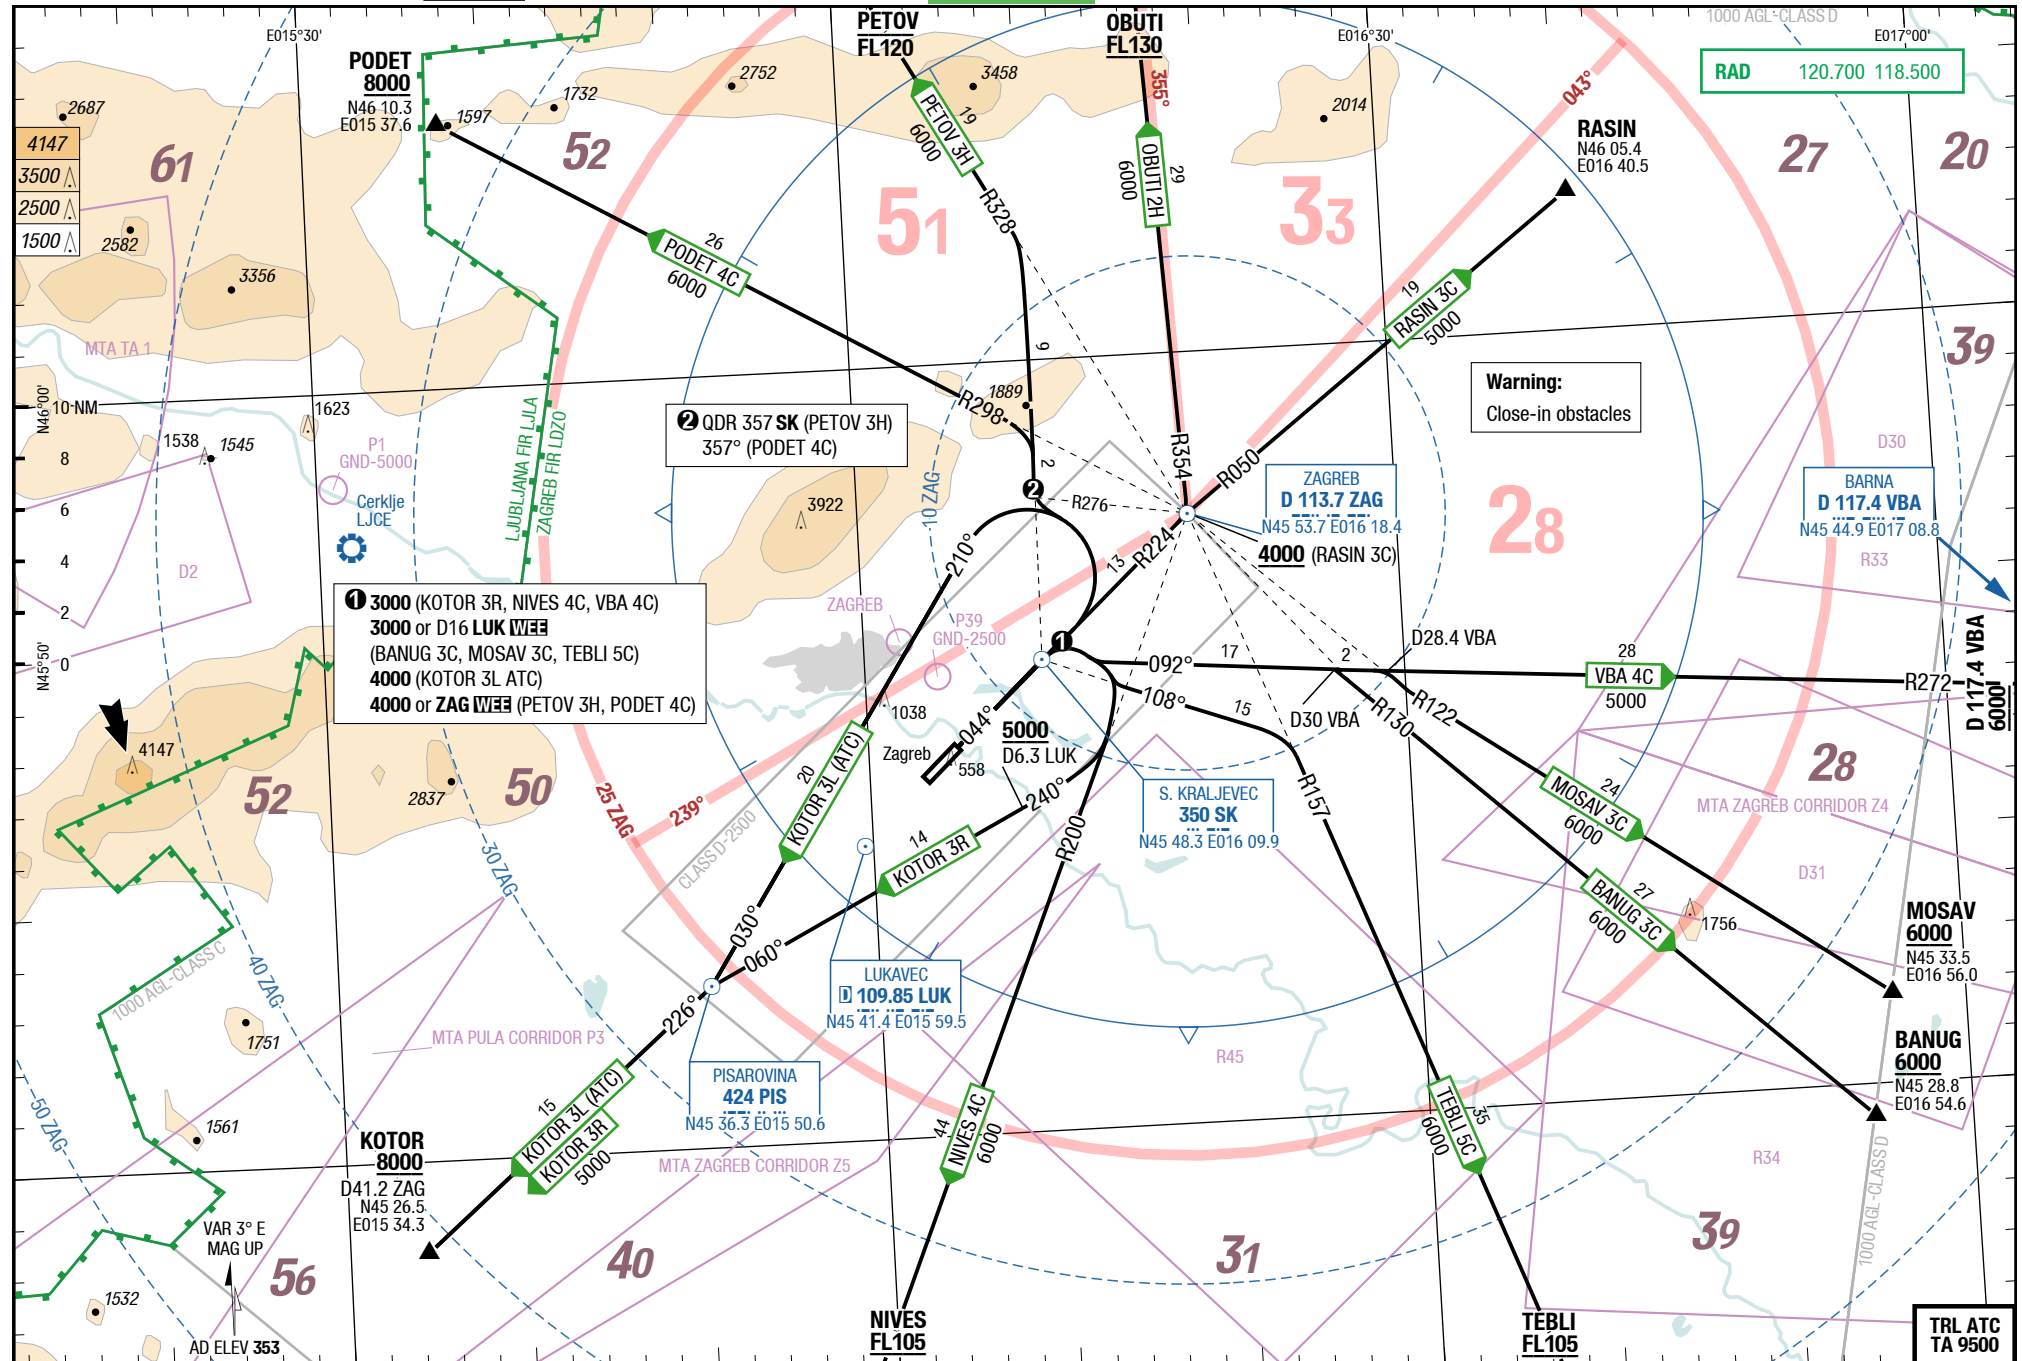 PETOV
FL120
OBUTI
FL130
1000 AGL-CLASS D
E015°30'
E016°30'
E017°00'
PODET
8000
N46 10.3
E015 37.6
RAD 120.700 118.500
RASIN
N46 05.4
E016 40.5
2687
4147
3500
2500
1500
61
2582
3356
MTA TA 1
1597
1732
2752
3458
2014
52
51
33
27
20
39
355°
043°
PETOV 3H
19
6000
R328
OBUTI 2H
29
6000
R354
RASIN 3C
19
5000
R050
PODET 4C
26
6000
R298
9
2
1889
Warning:
Close-in obstacles
N46°00'
10 NM
8
6
4
2
0
N45°50'
1623
1538
1545
P1
GND-5000
Cerklje
LJCE
D2
LJUBLJANA FIR LJLA
ZAGREB FIR LDZO
2 QDR 357 SK (PETOV 3H)
357° (PODET 4C)
3922
10 ZAG
2
R276
ZAGREB
D 113.7 ZAG
N45 53.7 E016 18.4
4000 (RASIN 3C)
28
D30
BARNA
D 117.4 VBA
N45 44.9 E017 08.8
R33
1 3000 (KOTOR 3R, NIVES 4C, VBA 4C)
3000 or D16 LUK WEE
(BANUG 3C, MOSAV 3C, TEBLI 5C)
4000 (KOTOR 3L ATC)
4000 or ZAG WEE (PETOV 3H, PODET 4C)
210°
13
R224
ZAGREB
P39
GND-2500
1
092°
17
2
D28.4 VBA
28
VBA 4C
5000
R272
D 117.4 VBA
6000
108°
15
D30 VBA
R130
R122
4147
1038
Zagreb
044°
558
5000
D6.3 LUK
240°
52
50
2837
25 ZAG
239°
30 ZAG
CLASS D-2500
20
KOTOR 3L (ATC)
14
KOTOR 3R
S. KRALJEVEC
350 SK
N45 48.3 E016 09.9
R200
R157
24
MOSAV 3C
6000
MTA ZAGREB CORRIDOR Z4
28
D31
27
BANUG 3C
6000
1756
MOSAV
6000
N45 33.5
E016 56.0
030°
060°
226°
LUKAVEC
D 109.85 LUK
N45 41.4 E015 59.5
1000 AGL-CLASS C
40 ZAG
1751
MTA PULA CORRIDOR P3
PISAROVINA
424 PIS
N45 36.3 E015 50.6
R45
BANUG
6000
N45 28.8
E016 54.6
50 ZAG
1561
KOTOR
8000
D41.2 ZAG
N45 26.5
E015 34.3
15
KOTOR 3L (ATC)
KOTOR 3R
5000
MTA ZAGREB CORRIDOR Z5
44
NIVES 4C
6000
35
TEBLI 5C
6000
R34
1000 AGL-CLASS D
VAR 3° E
MAG UP
56
40
31
39
1532
AD ELEV 353
NIVES
FL105
TEBLI
FL105
TRL ATC
TA 9500